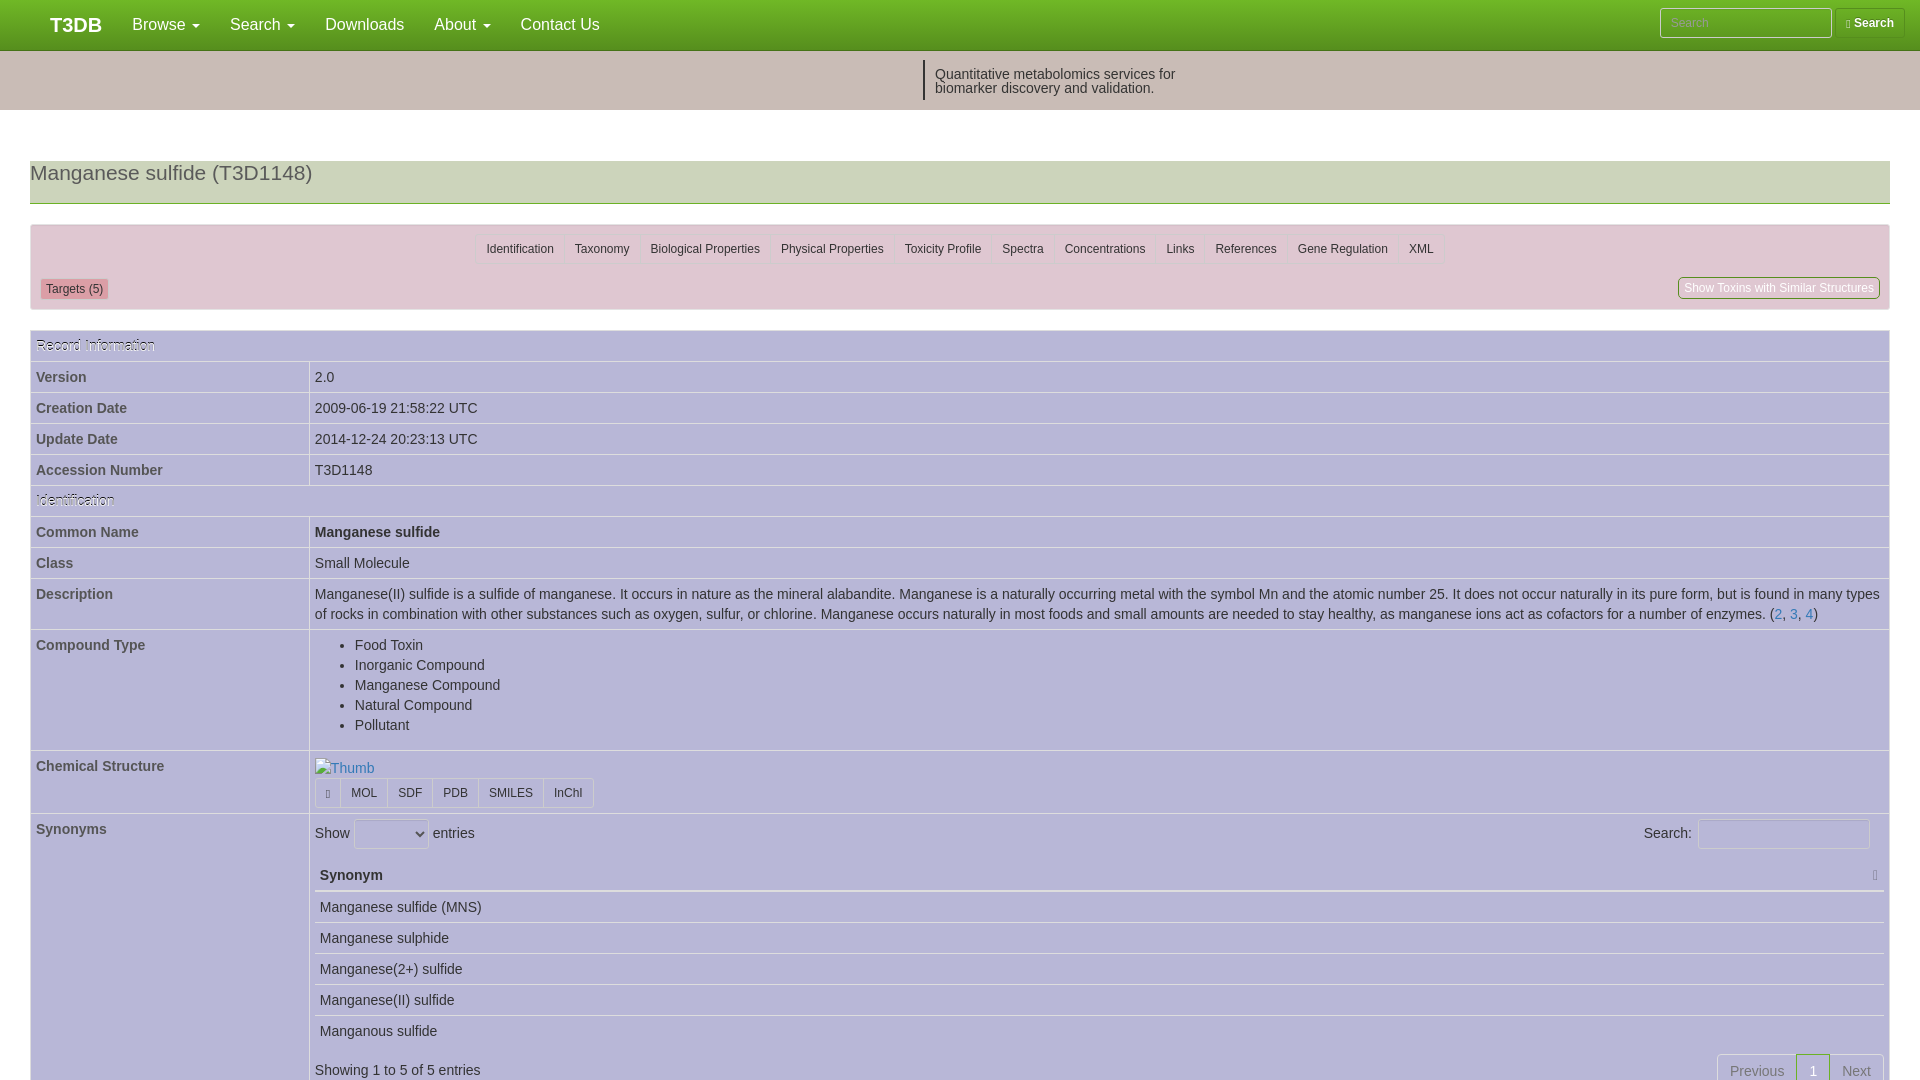 T3DB Browse Search Downloads About Contact Us Search Search
Quantitative metabolomics services for
biomarker discovery and validation.
Manganese sulfide (T3D1148)
Identification Taxonomy Biological Properties Physical Properties Toxicity Profile Spectra Concentrations Links References Gene Regulation XML
Targets (5) Show Toxins with Similar Structures
Record Information
Version 2.0
Creation Date 2009-06-19 21:58:22 UTC
Update Date 2014-12-24 20:23:13 UTC
Accession Number T3D1148
Identification
Common Name Manganese sulfide
Class Small Molecule
Description Manganese(II) sulfide is a sulfide of manganese. It occurs in nature as the mineral alabandite. Manganese is a naturally occurring metal with the symbol Mn and the atomic number 25. It does not occur naturally in its pure form, but is found in many types
of rocks in combination with other substances such as oxygen, sulfur, or chlorine. Manganese occurs naturally in most foods and small amounts are needed to stay healthy, as manganese ions act as cofactors for a number of enzymes. (2, 3, 4)
Compound Type
• Food Toxin
• Inorganic Compound
• Manganese Compound
• Natural Compound
• Pollutant
Chemical Structure Thumb
MOL SDF PDB SMILES InChI
Synonyms Show entries Search:
Synonym
Manganese sulfide (MNS)
Manganese sulphide
Manganese(2+) sulfide
Manganese(II) sulfide
Manganous sulfide
Showing 1 to 5 of 5 entries Previous 1 Next